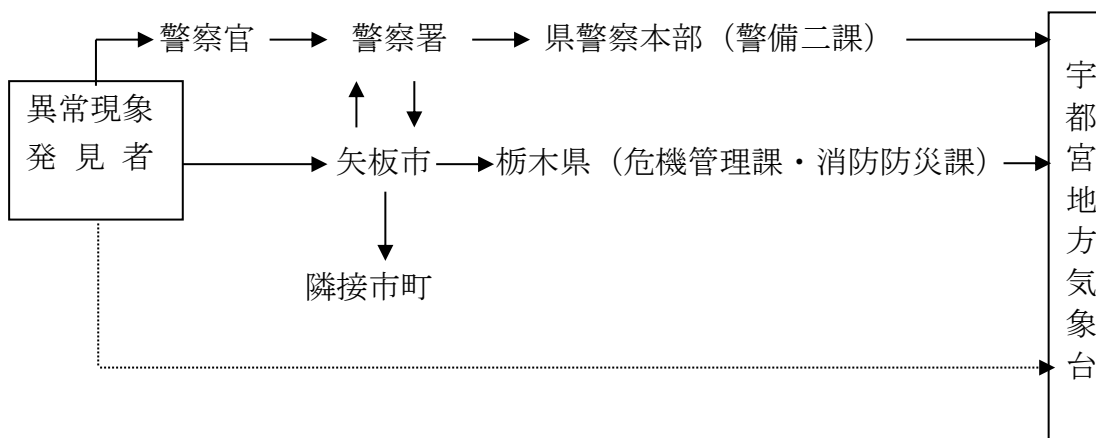 警察官 警察署 県警察本部（警備二課）
異常現象
発見者
矢板市 栃木県（危機管理課・消防防災課）
隣接市町
宇都宮地方気象台